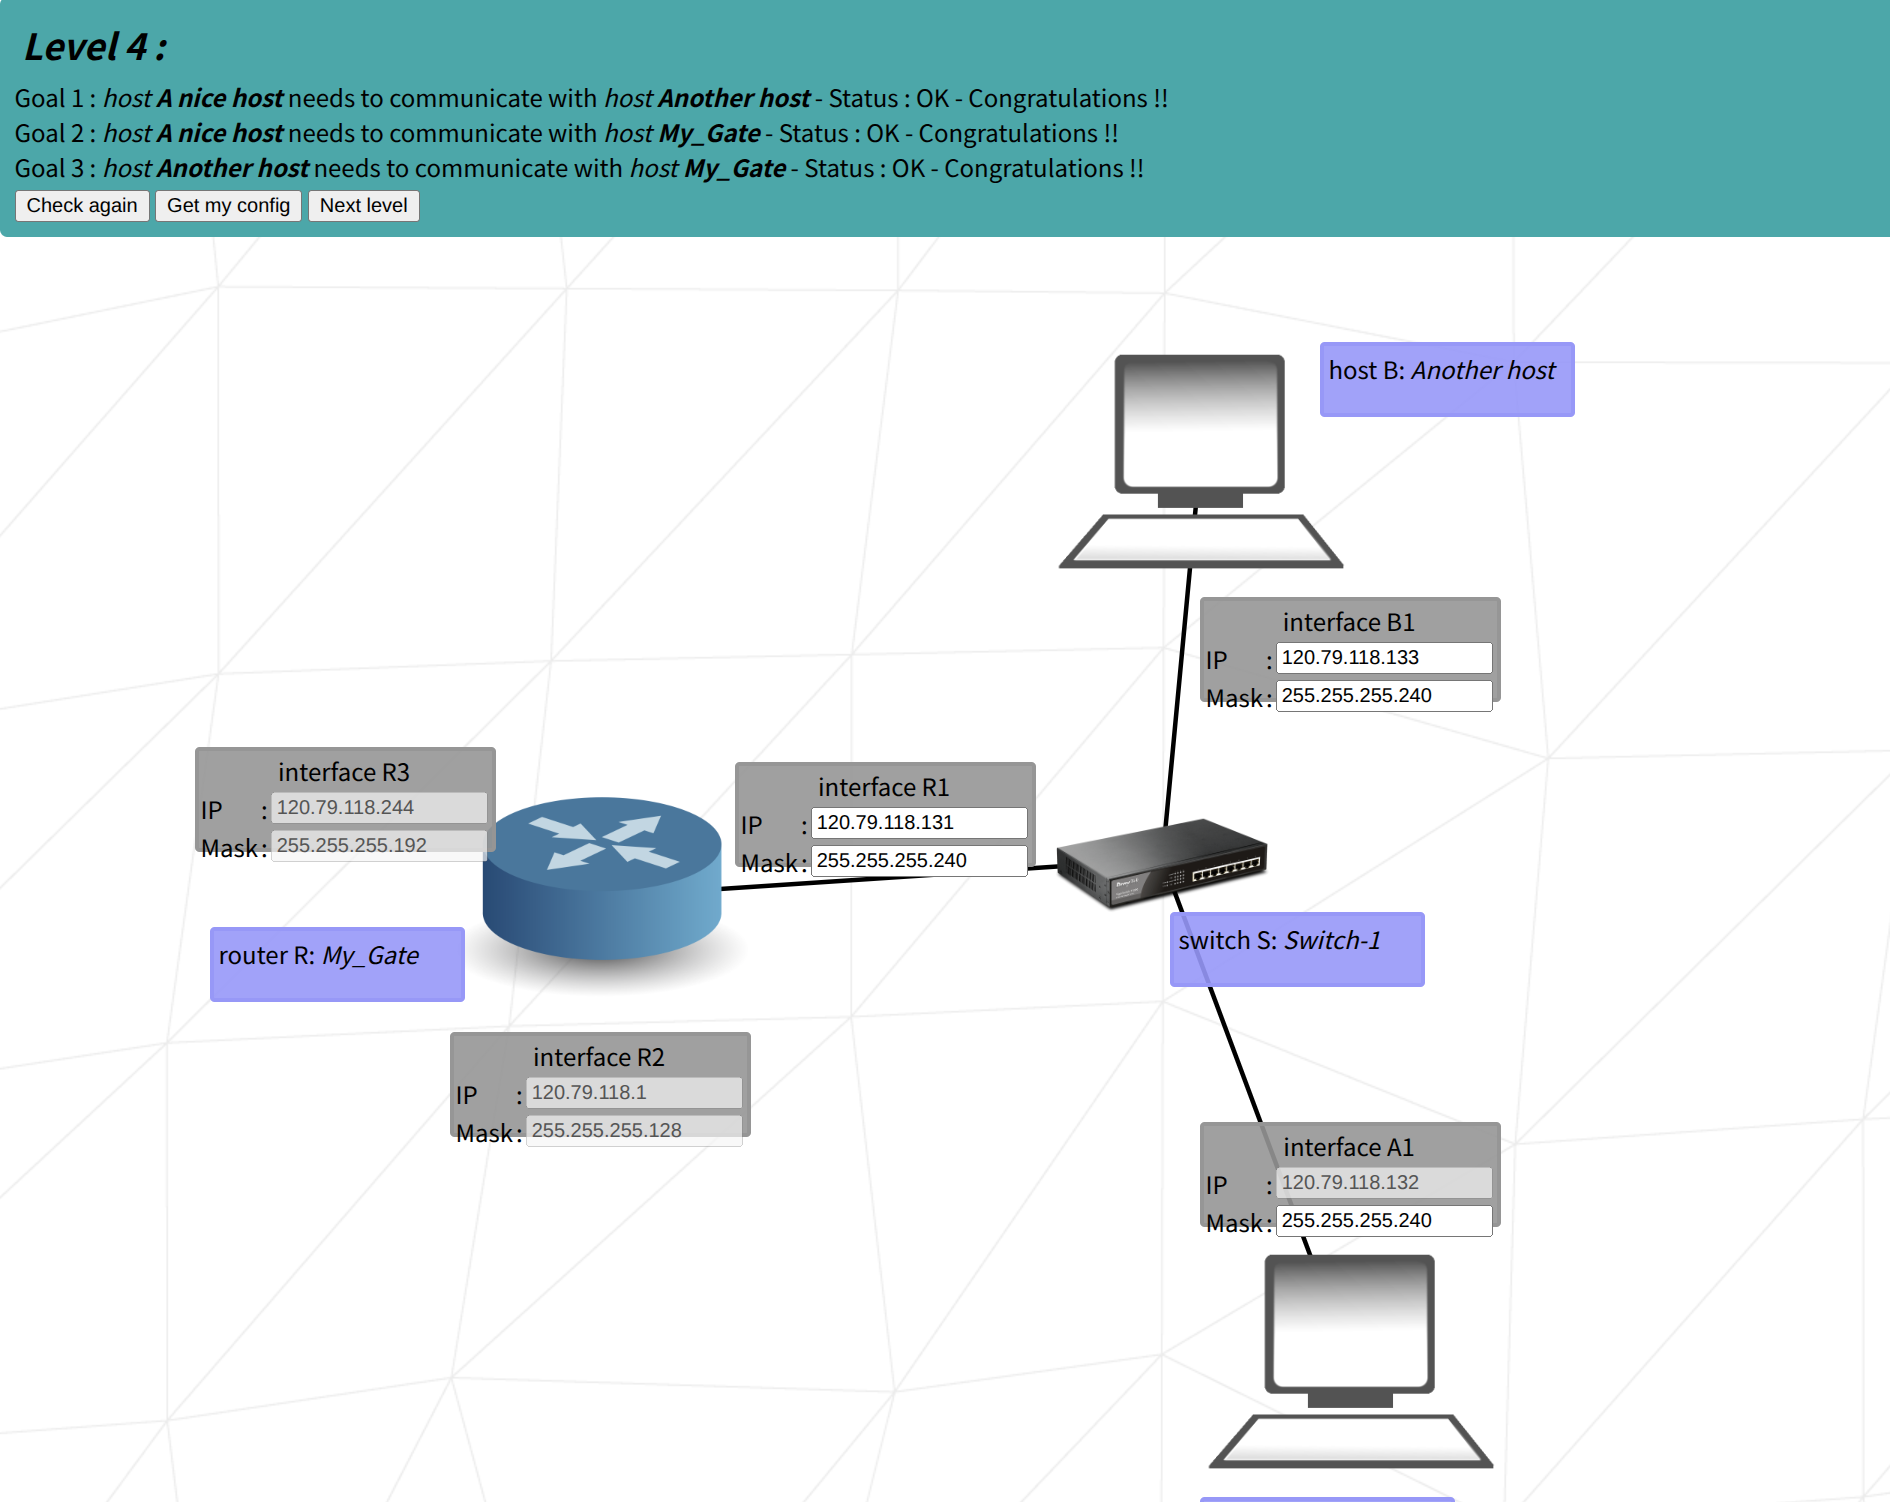 Level 4 :
Goal 1 : host A nice host needs to communicate with host Another host - Status : OK - Congratulations !!
Goal 2 : host A nice host needs to communicate with host My_Gate - Status : OK - Congratulations !!
Goal 3 : host Another host needs to communicate with host My_Gate - Status : OK - Congratulations !!
Check again Get my config Next level
host B: Another host
interface B1
IP : 120.79.118.133
Mask : 255.255.255.240
interface R3
IP : 120.79.118.244
Mask : 255.255.255.192
interface R1
IP : 120.79.118.131
Mask : 255.255.255.240
router R: My_Gate
switch S: Switch-1
interface R2
IP : 120.79.118.1
Mask : 255.255.255.128
interface A1
IP : 120.79.118.132
Mask : 255.255.255.240